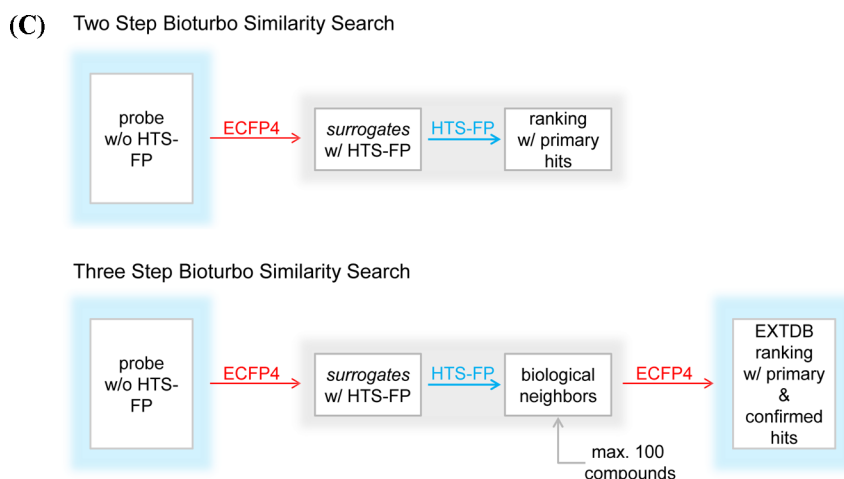 (C) Two Step Bioturbo Similarity Search
probe
w/o HTS-
FP
ECFP4
surrogates
w/ HTS-FP
HTS-FP
ranking
w/ primary
hits
Three Step Bioturbo Similarity Search
probe
w/o HTS-
FP
ECFP4
surrogates
w/ HTS-FP
HTS-FP
biological
neighbors
ECFP4
EXTDB
ranking
w/ primary
&
confirmed
hits
max. 100
compounds